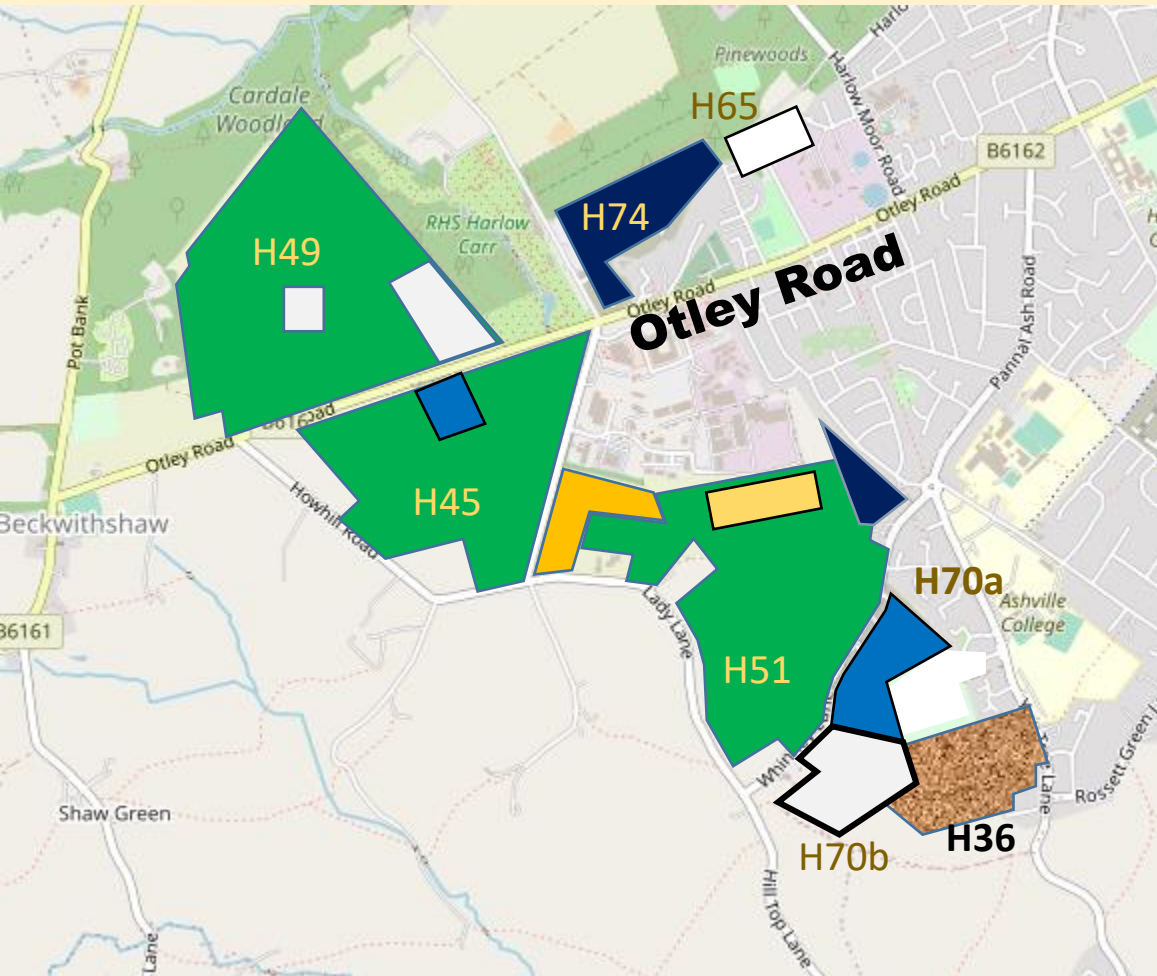 Harlo
Pinewoods
Harlow Moor Road
Cardale
Woodland
H65
B6162
Otley Road
H74
RHS Harlow
Carr
H49
Otley Road
Otley Road
Pot Bank
Pannal Ash Road
Otley Road
H45
Howhill Road
Beckwithshaw
H70a
Ashville
College
Lady Lane
B6161
H51
Shaw Green
Rossett Green L
Lane
H36
H70b
Hill Top Lane
Lane